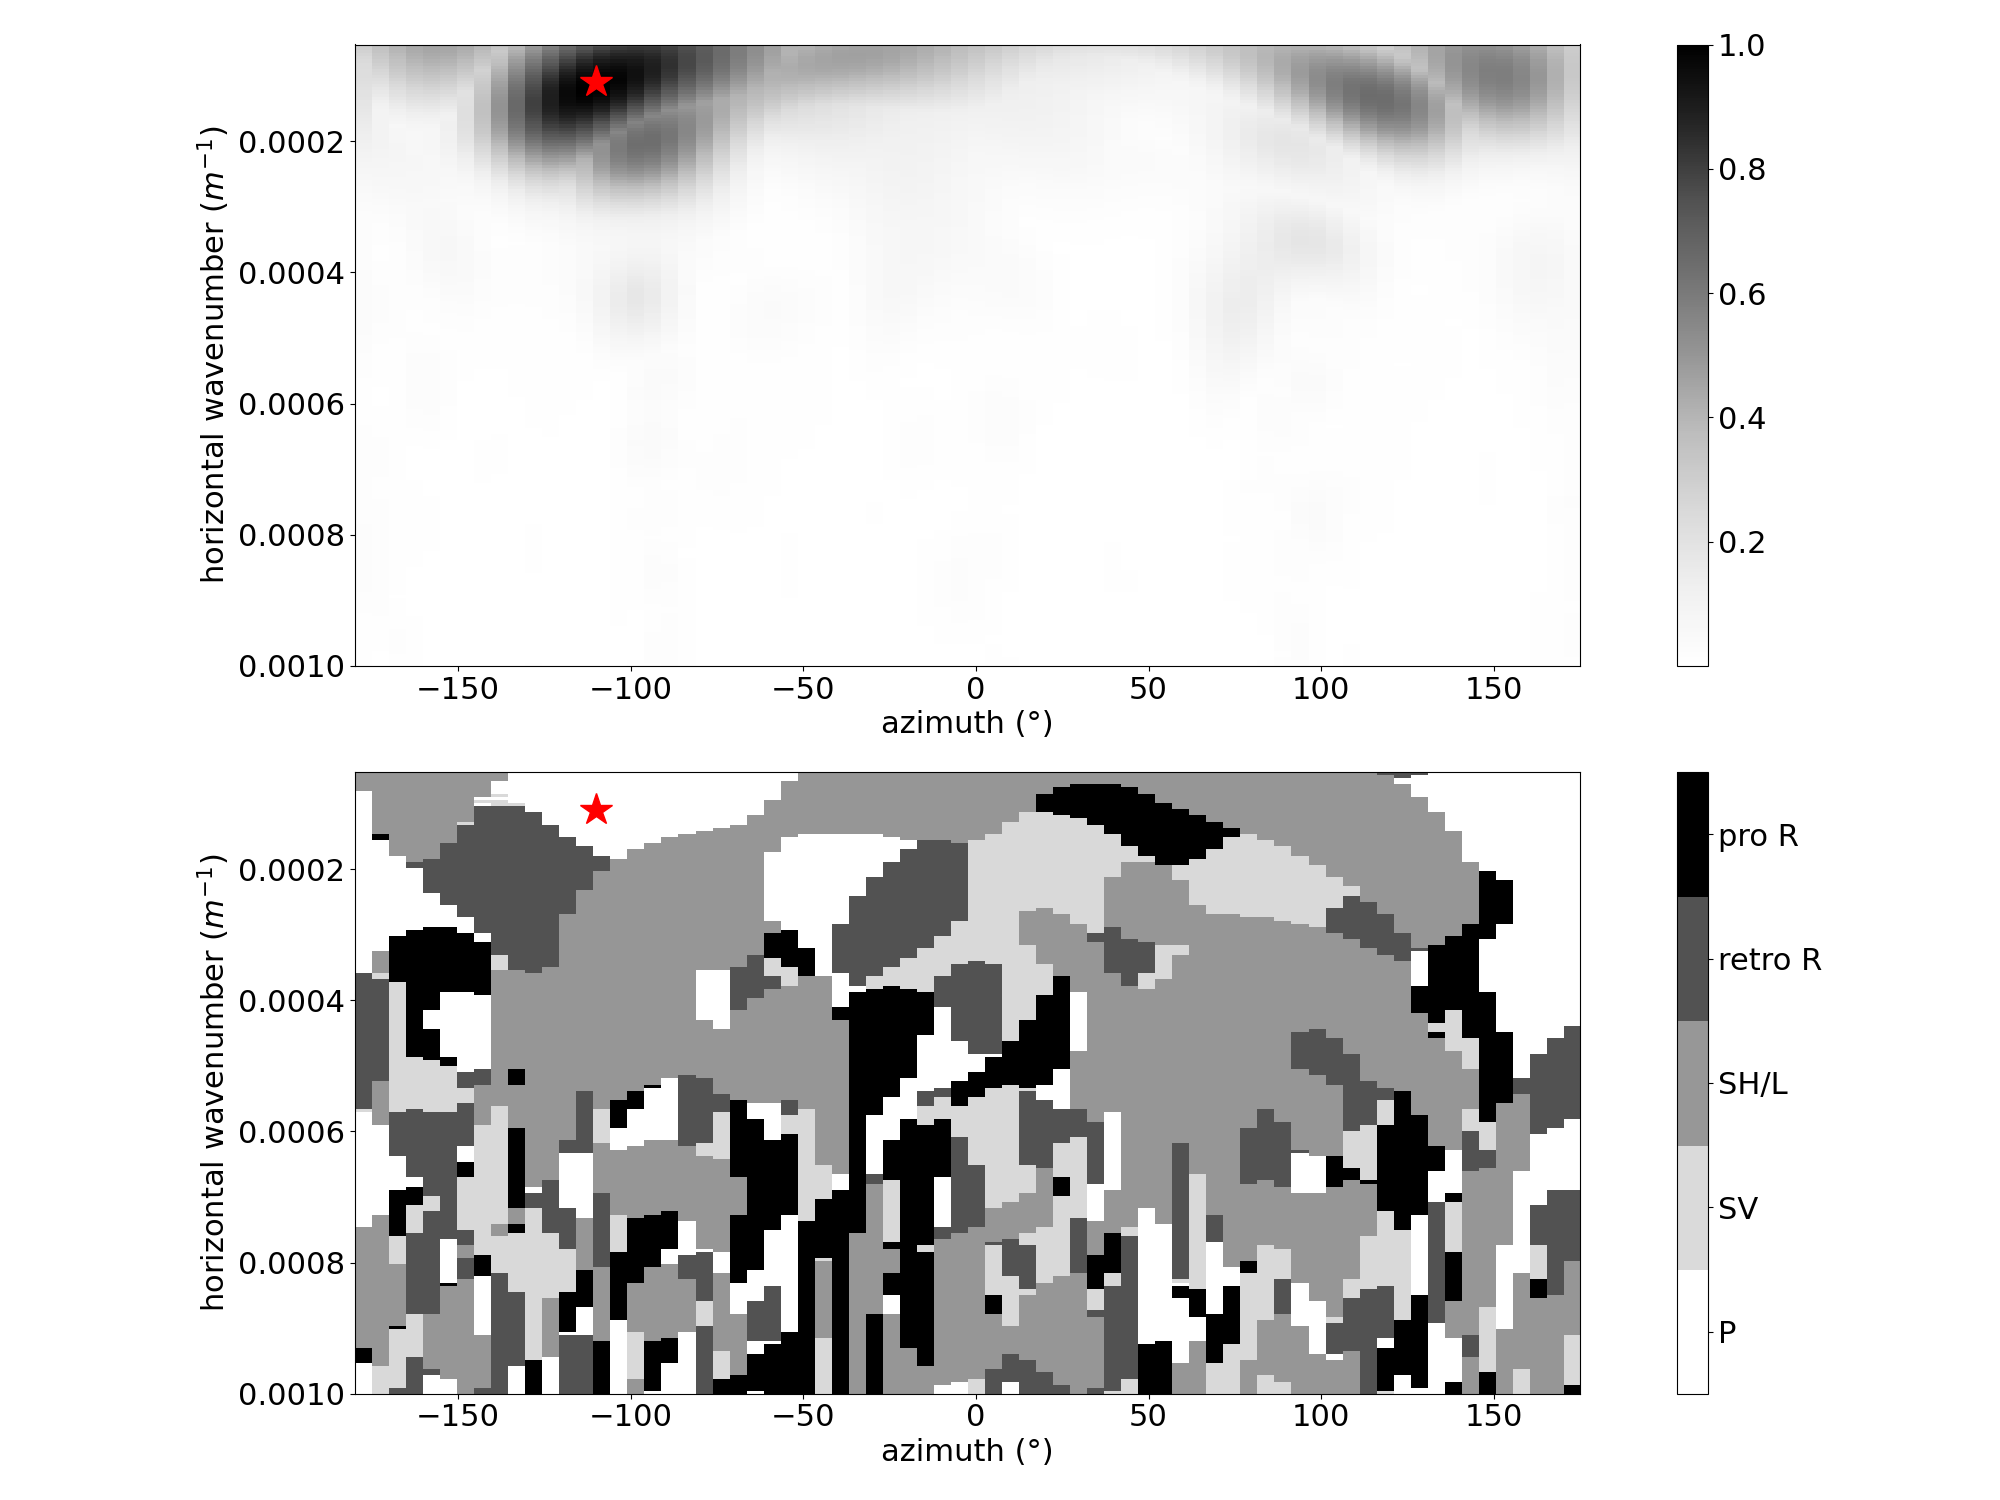 1.0
0.0002
0.8
0.0004
0.6
0.0006
0.4
0.0008
0.2
0.0010
horizontal wavenumber (m⁻¹)
−150 −100 −50 0 50 100 150
azimuth (°)
pro R
0.0002
retro R
0.0004
SH/L
0.0006
SV
0.0008
P
0.0010
horizontal wavenumber (m⁻¹)
−150 −100 −50 0 50 100 150
azimuth (°)